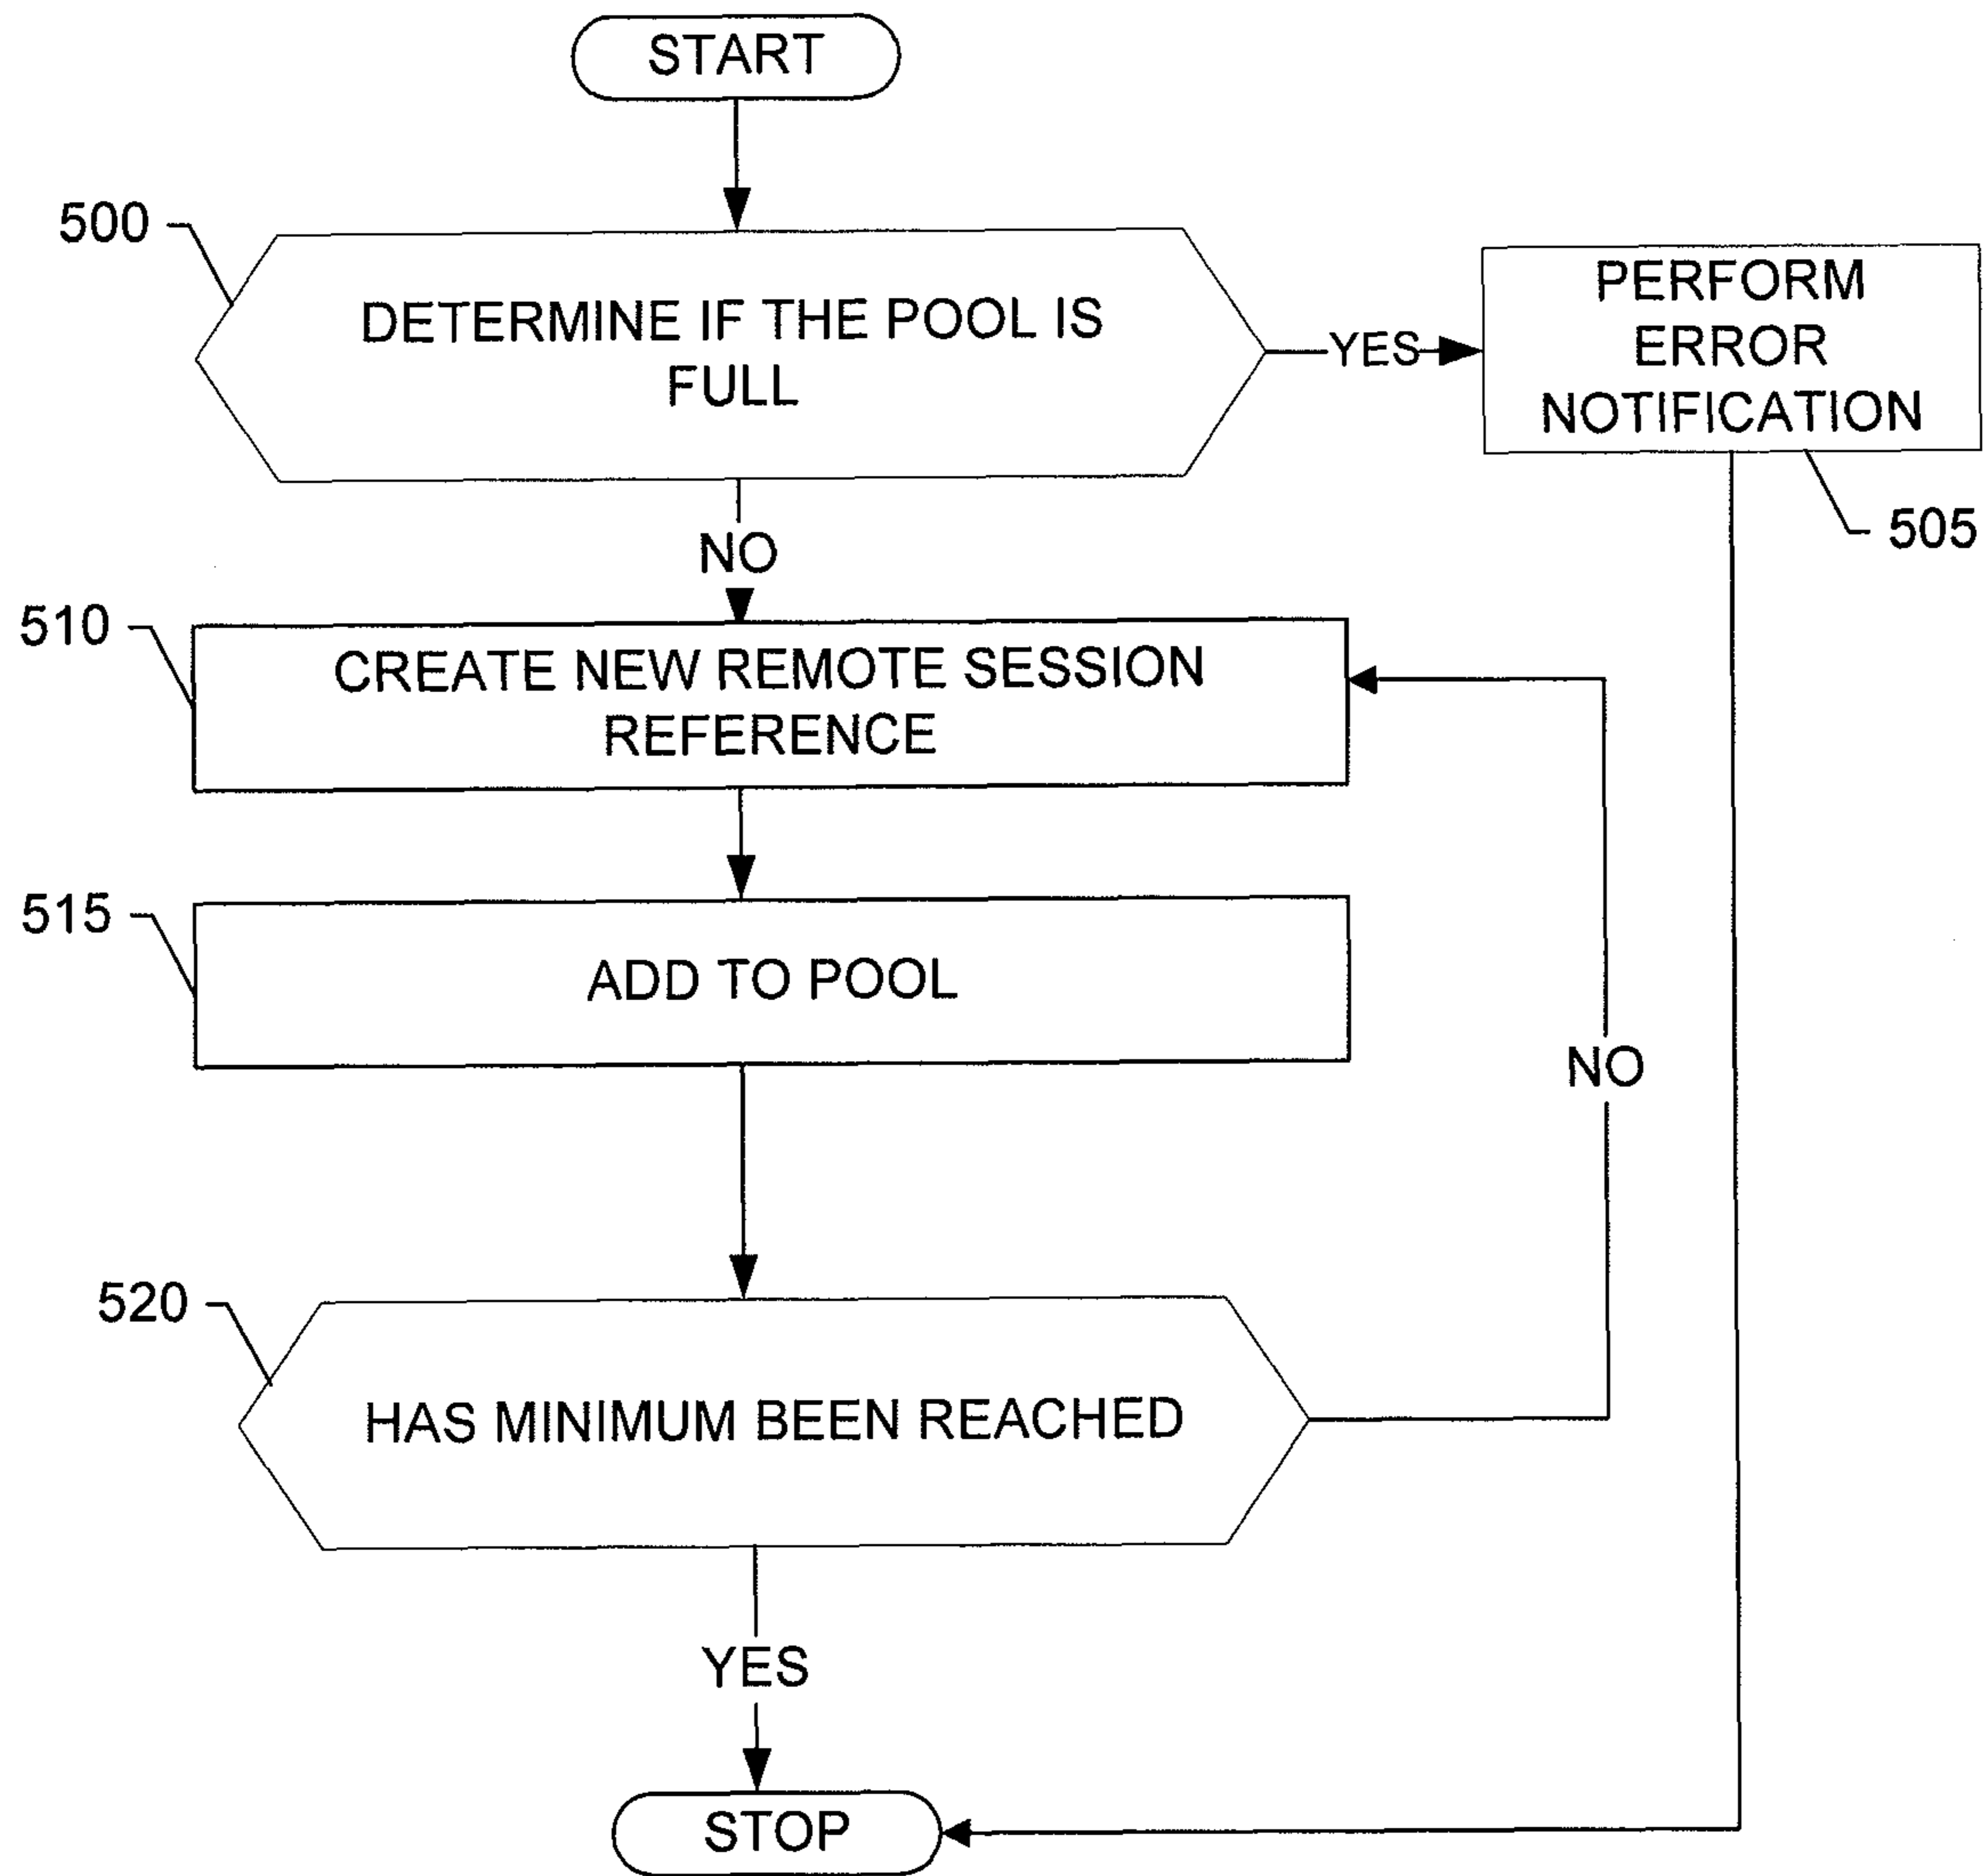 START
500
DETERMINE IF THE POOL IS
FULL
YES
PERFORM
ERROR
NOTIFICATION
505
NO
510
CREATE NEW REMOTE SESSION
REFERENCE
515
ADD TO POOL
NO
520
HAS MINIMUM BEEN REACHED
YES
STOP